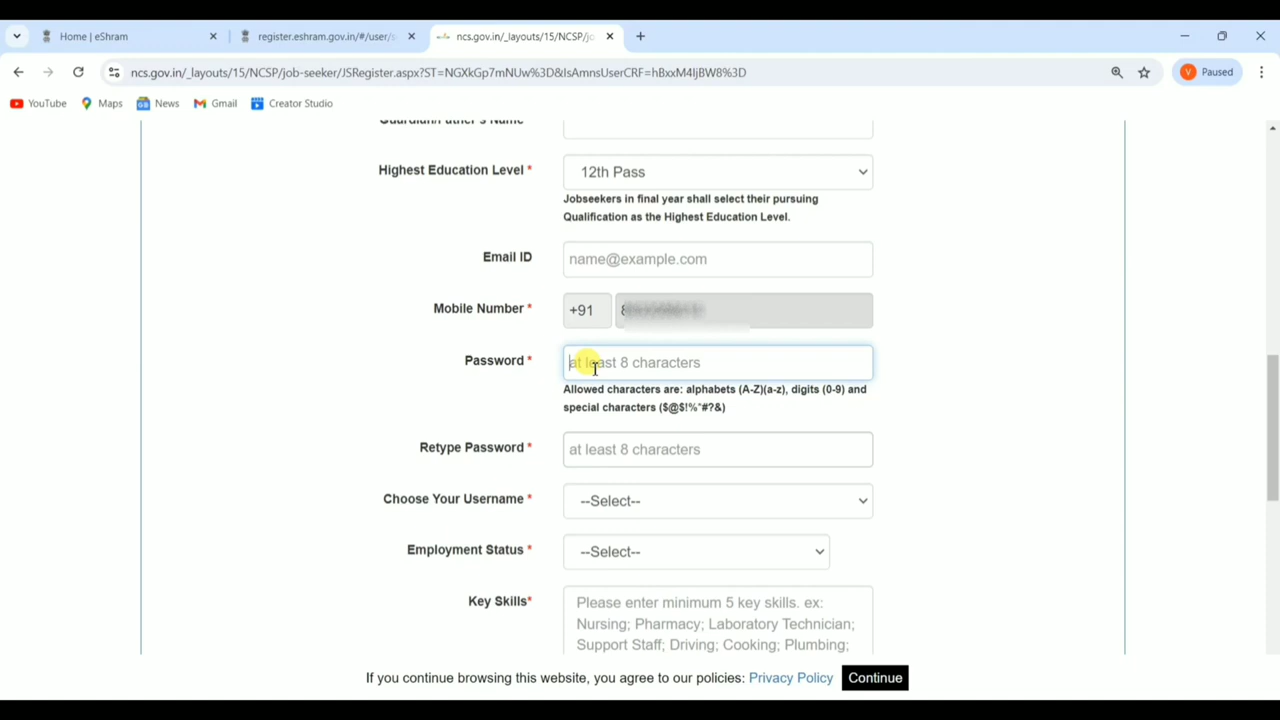 Home | eShram
register.eshram.gov.in/#/user/s
ncs.gov.in/_layouts/15/NCSP/jo
ncs.gov.in/_layouts/15/NCSP/job-seeker/JSRegister.aspx?ST=NGXkGp7mNUw%3D&IsAmnsUserCRF=hBxxM4IjBW8%3D
V Paused
YouTube
Maps
News
Gmail
Creator Studio
Guardian/Father's Name
Highest Education Level *
12th Pass
Jobseekers in final year shall select their pursuing
Qualification as the Highest Education Level.
Email ID
name@example.com
Mobile Number *
+91
Password *
at least 8 characters
Allowed characters are: alphabets (A-Z)(a-z), digits (0-9) and
special characters ($@$!%*#?&)
Retype Password *
at least 8 characters
Choose Your Username *
--Select--
Employment Status *
--Select--
Key Skills*
Please enter minimum 5 key skills. ex:
Nursing; Pharmacy; Laboratory Technician;
Support Staff; Driving; Cooking; Plumbing;
If you continue browsing this website, you agree to our policies: Privacy Policy
Continue